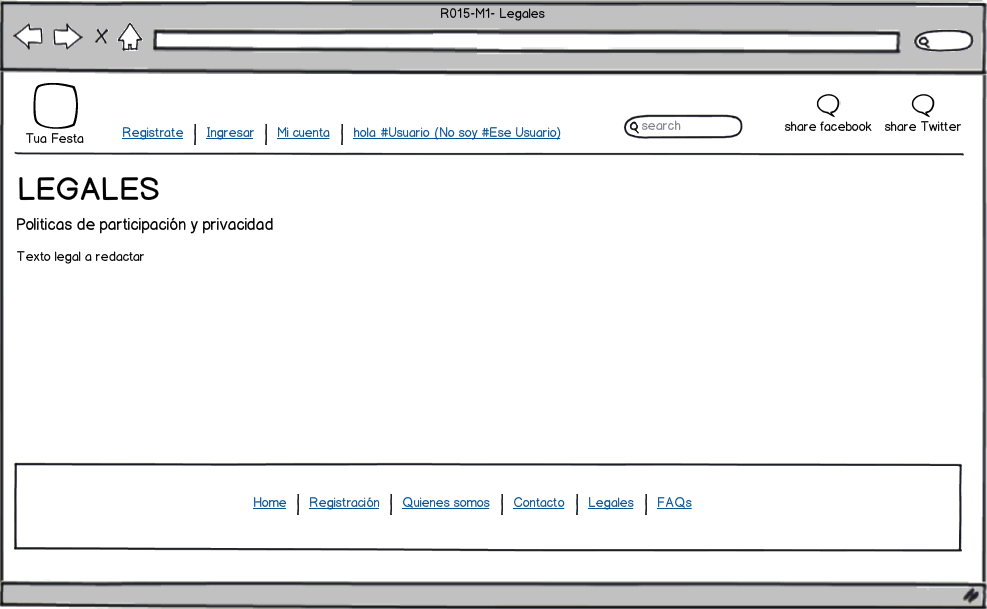 R015-M1- Legales
Tua Festa
Registrate | Ingresar | Mi cuenta | hola #Usuario (No soy #Ese Usuario)
search
share facebook share Twitter
LEGALES
Politicas de participación y privacidad
Texto legal a redactar
Home | Registración | Quienes somos | Contacto | Legales | FAQs